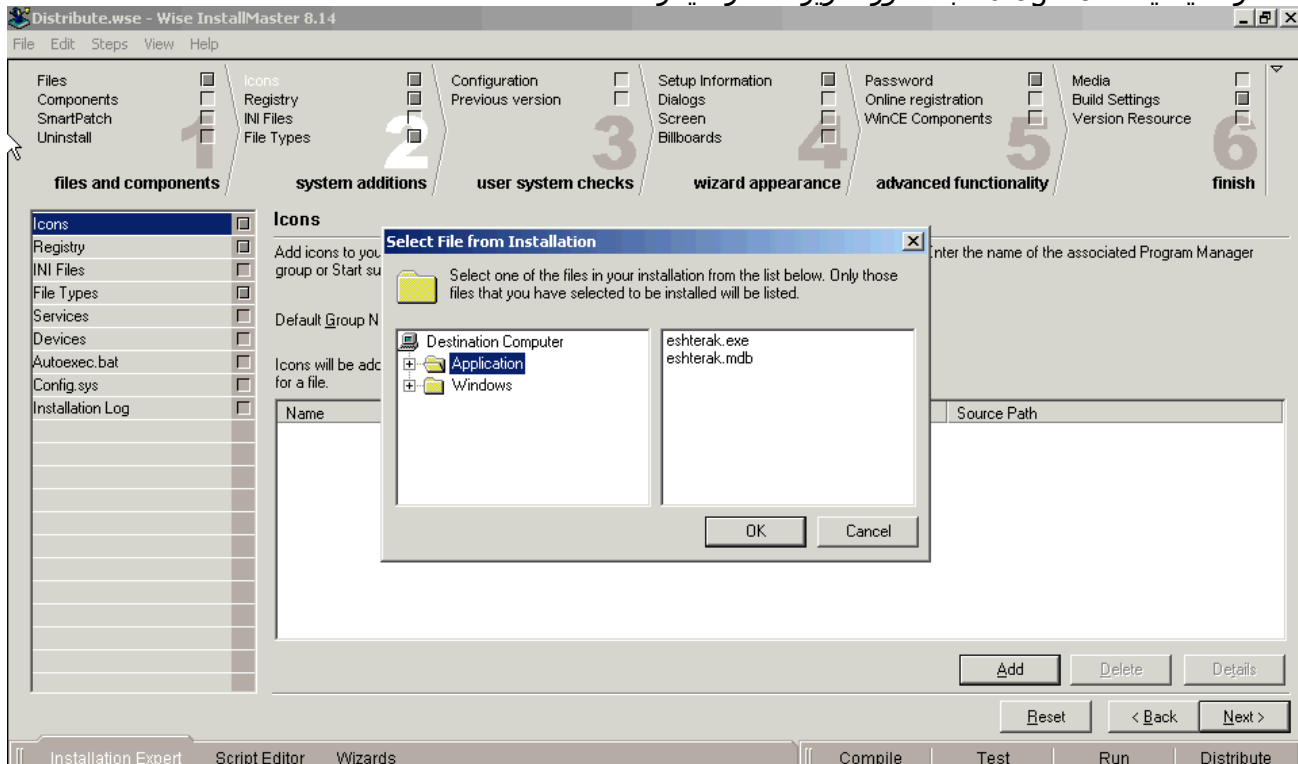 Distribute.wse - Wise InstallMaster 8.14
File Edit Steps View Help
Files
Components
SmartPatch
Uninstall
1
files and components
Icons
Registry
INI Files
File Types
2
system additions
Configuration
Previous version
3
user system checks
Setup Information
Dialogs
Screen
Billboards
4
wizard appearance
Password
Online registration
WinCE Components
5
advanced functionality
Media
Build Settings
Version Resource
6
finish
Icons
Registry
INI Files
File Types
Services
Devices
Autoexec.bat
Config.sys
Installation Log
Icons
Add icons to you
nter the name of the associated Program Manager
group or Start su
Default Group N
Icons will be add
for a file.
Name
Source Path
Select File from Installation
Select one of the files in your installation from the list below. Only those
files that you have selected to be installed will be listed.
Destination Computer
Application
Windows
eshterak.exe
eshterak.mdb
OK Cancel
Add Delete Details
Reset < Back Next >
Installation Expert Script Editor Wizards Compile Test Run Distribute